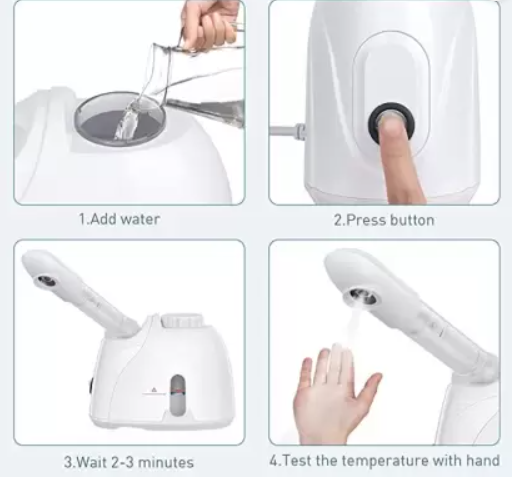 1.Add water
2.Press button
3.Wait 2-3 minutes
4.Test the temperature with hand